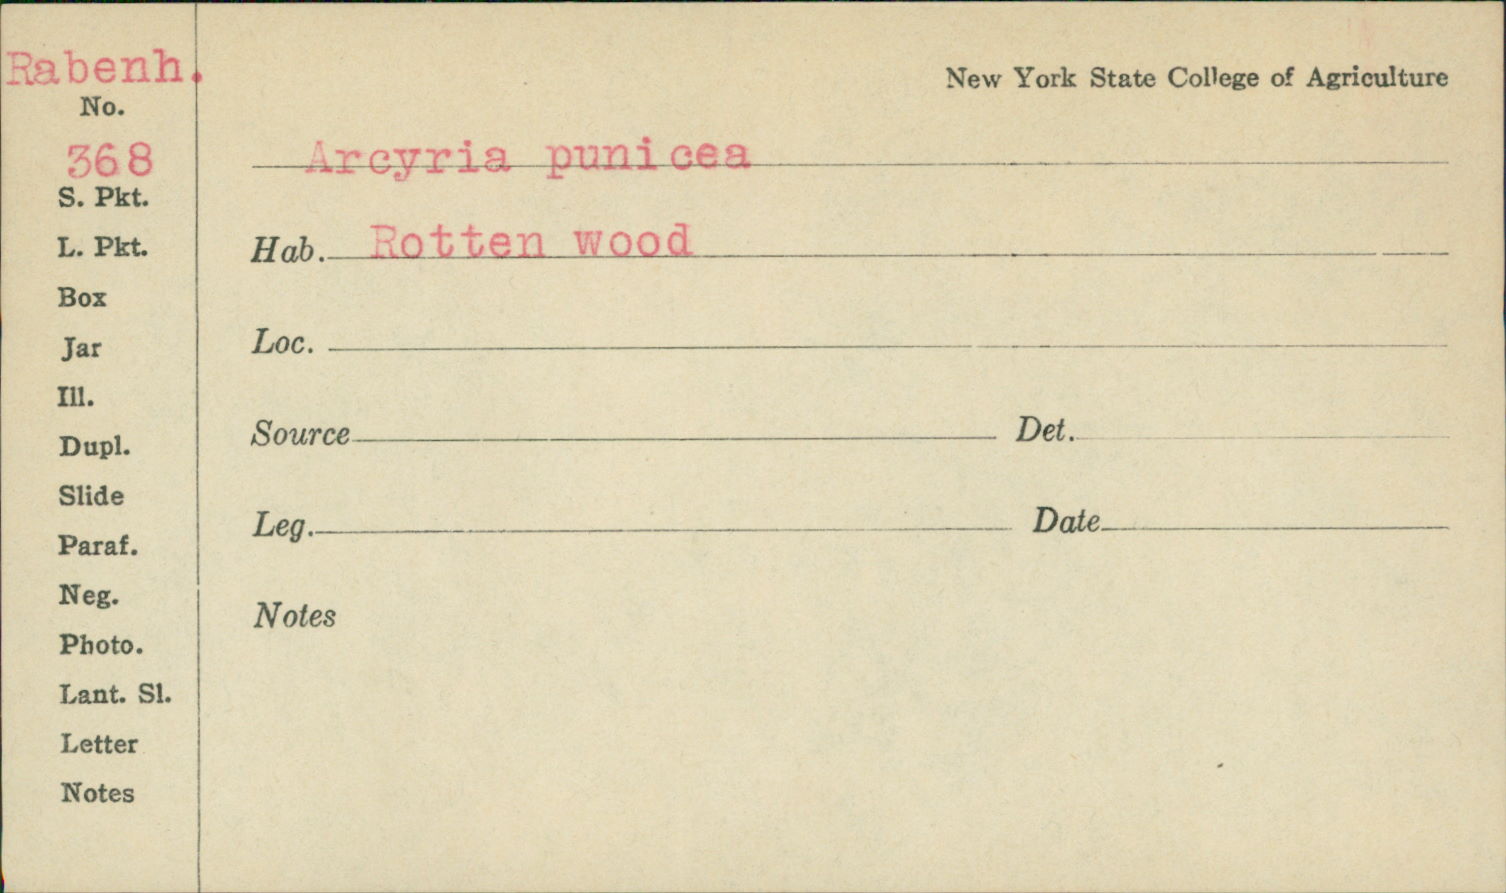 Rabenh.
No.
368
S. Pkt.
L. Pkt.
Box
Jar
Ill.
Dupl.
Slide
Paraf.
Neg.
Photo.
Lant. Sl.
Letter
Notes
New York State College of Agriculture
Arcyria punicea
Hab. Rotten wood
Loc.
Source Det.
Leg. Date
Notes